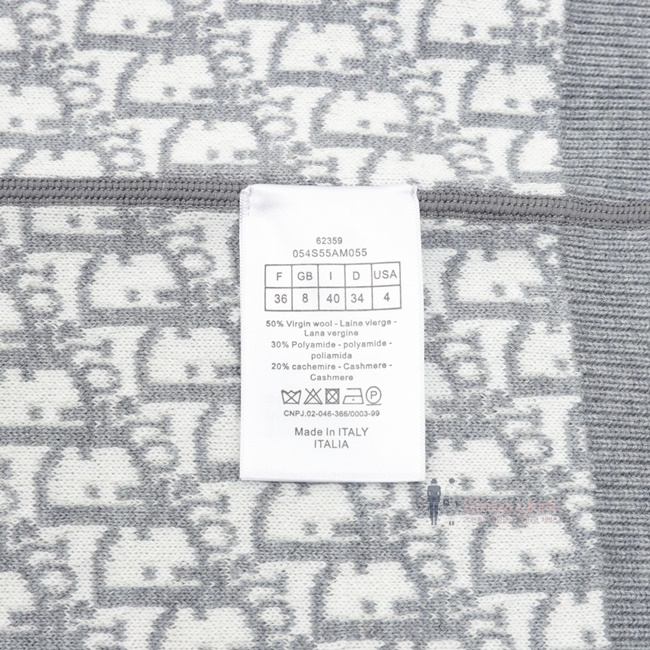 62359
054S55AM055
F GB I D USA
36 8 40 34 4
50% Virgin wool - Laine vierge -
Lana vergine
30% Polyamide - polyamide -
poliamida
20% cachemire - Cashmere -
Cashmere
CNPJ.02-046-366/0003-99
Made In ITALY
ITALIA